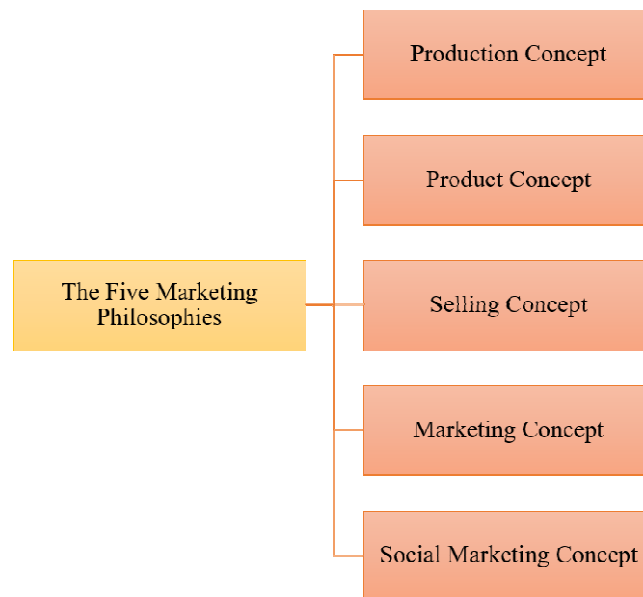 Production Concept
Product Concept
The Five Marketing
Philosophies
Selling Concept
Marketing Concept
Social Marketing Concept